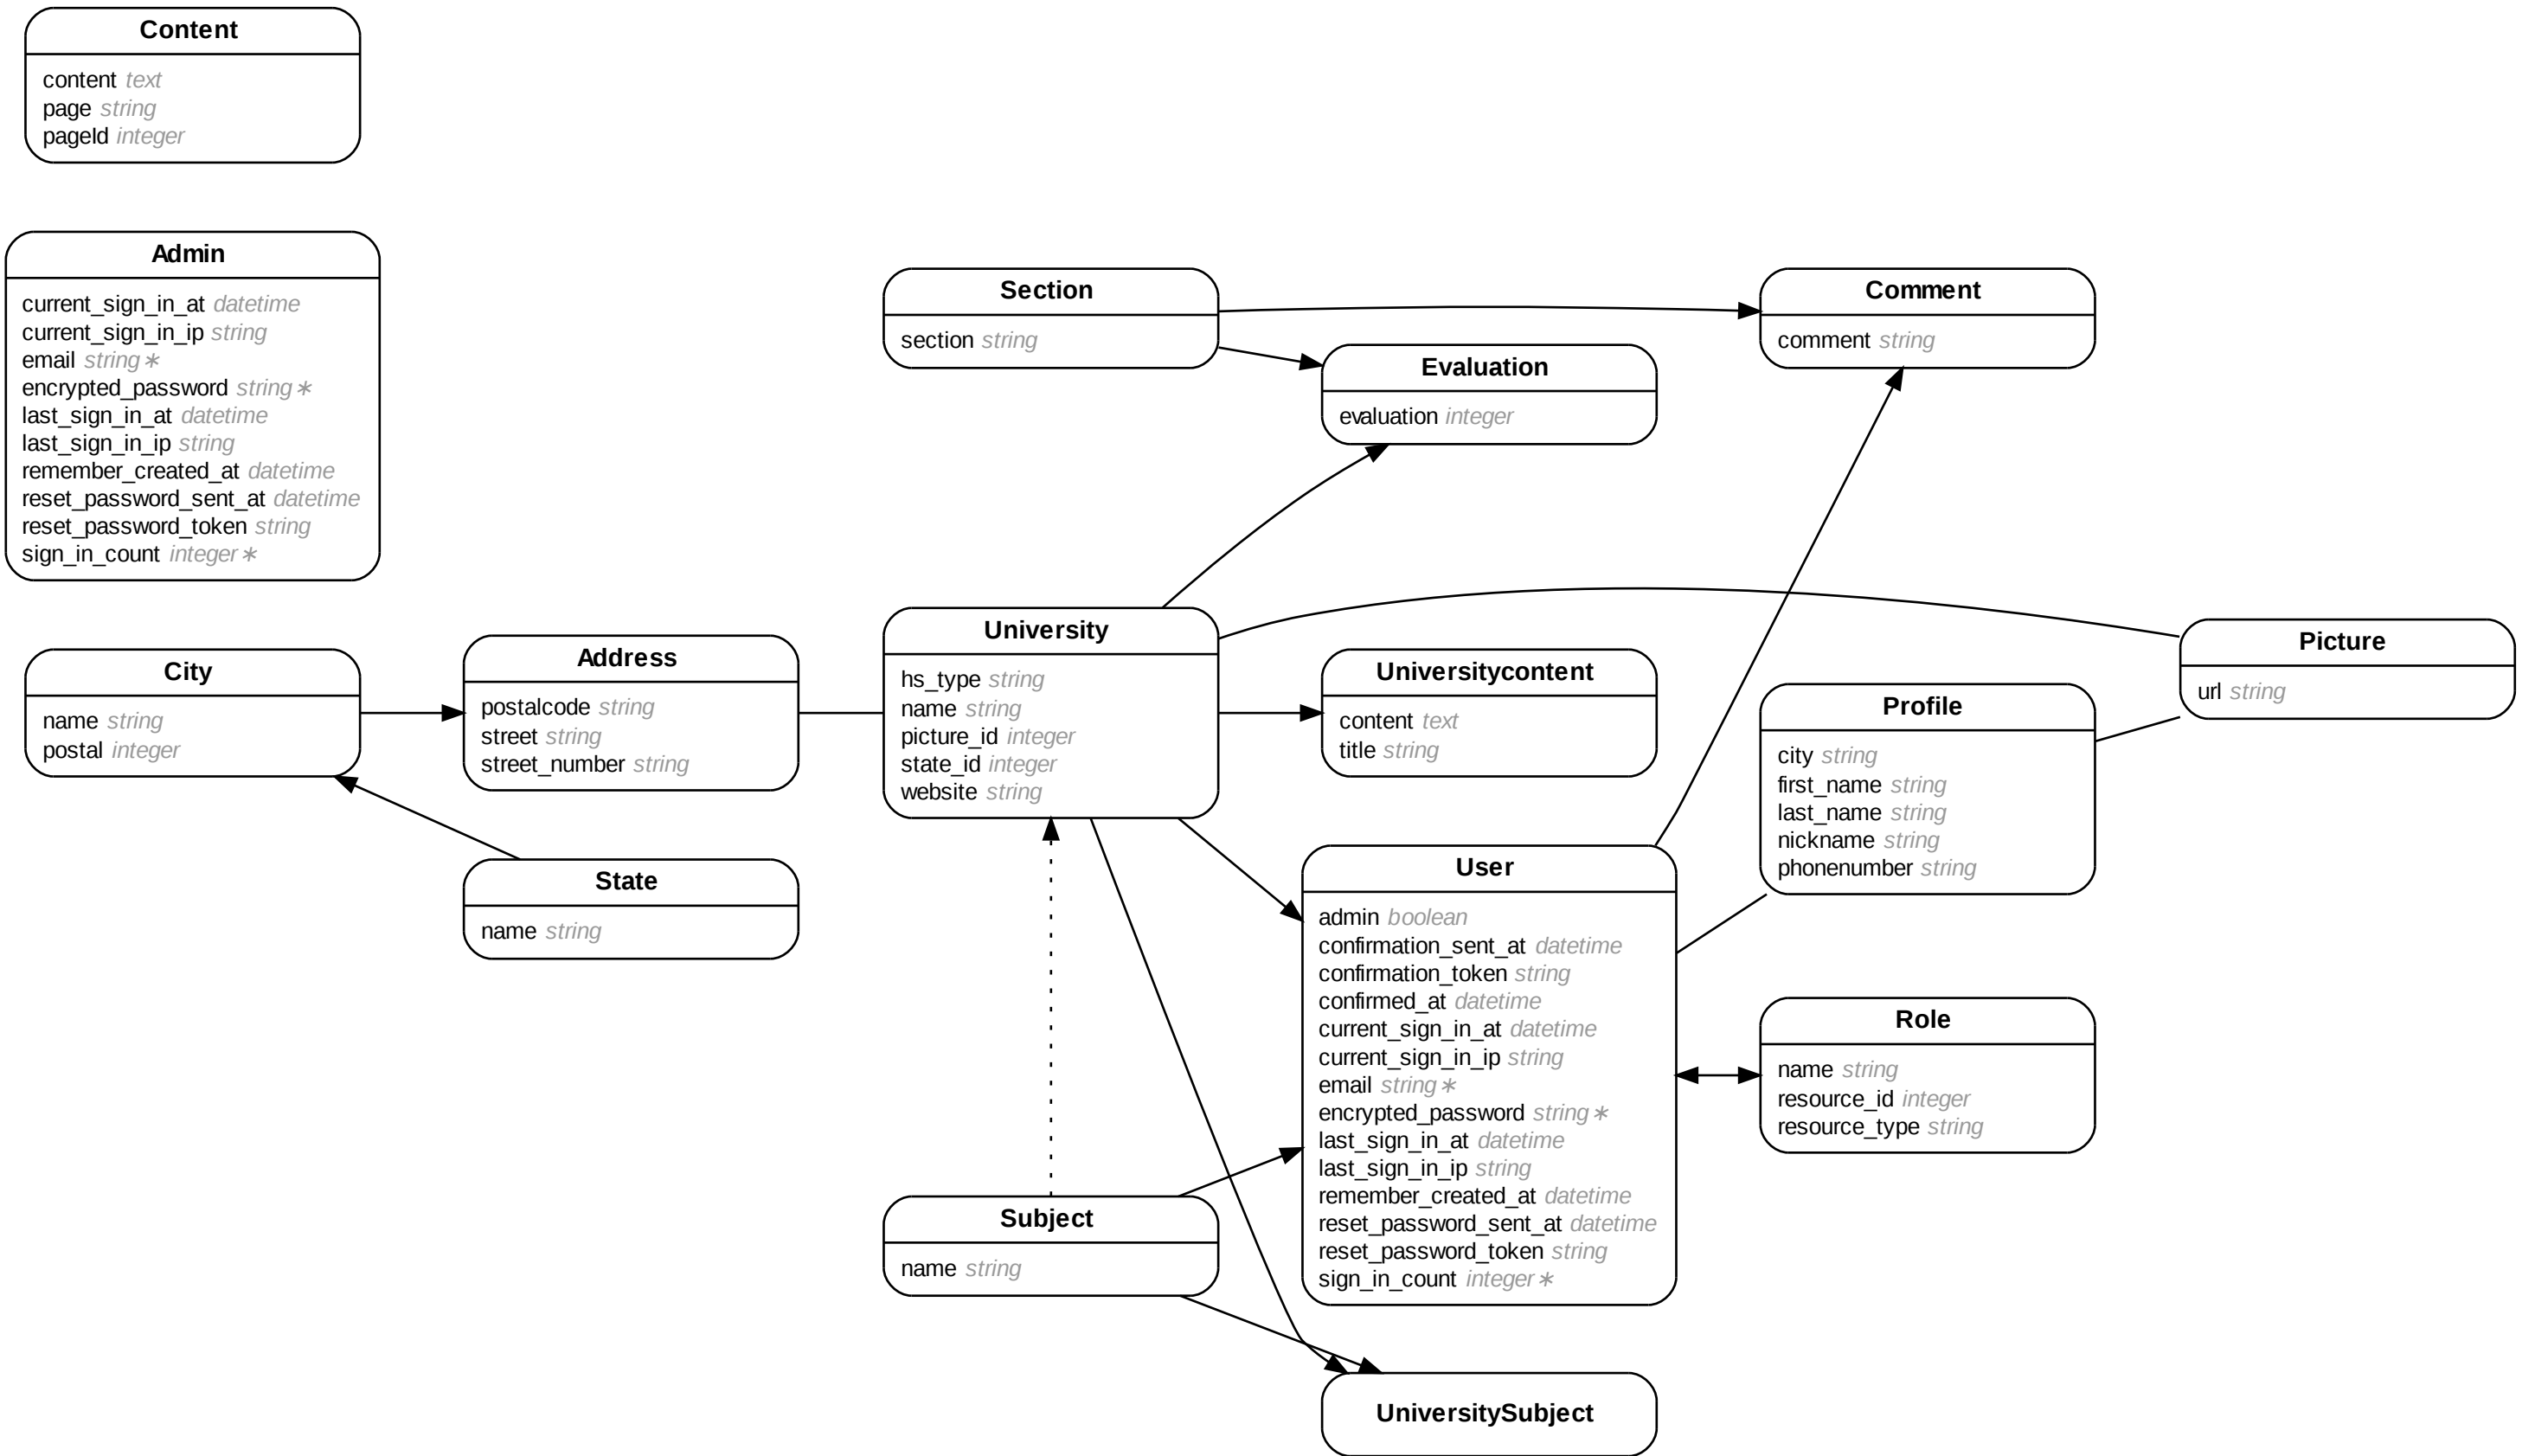 Content
content text
page string
pageId integer
Admin
current_sign_in_at datetime
current_sign_in_ip string
email string∗
encrypted_password string∗
last_sign_in_at datetime
last_sign_in_ip string
remember_created_at datetime
reset_password_sent_at datetime
reset_password_token string
sign_in_count integer∗
Section
section string
Comment
comment string
Evaluation
evaluation integer
City
name string
postal integer
Address
postalcode string
street string
street_number string
University
hs_type string
name string
picture_id integer
state_id integer
website string
Universitycontent
content text
title string
Picture
url string
Profile
city string
first_name string
last_name string
nickname string
phonenumber string
State
name string
User
admin boolean
confirmation_sent_at datetime
confirmation_token string
confirmed_at datetime
current_sign_in_at datetime
current_sign_in_ip string
email string∗
encrypted_password string∗
last_sign_in_at datetime
last_sign_in_ip string
remember_created_at datetime
reset_password_sent_at datetime
reset_password_token string
sign_in_count integer∗
Role
name string
resource_id integer
resource_type string
Subject
name string
UniversitySubject